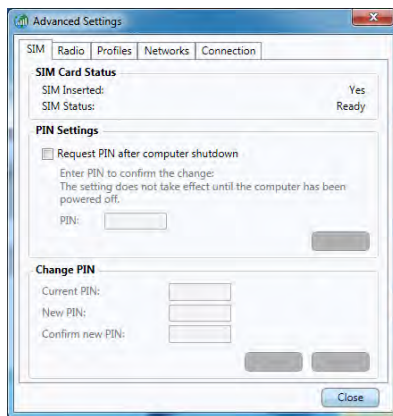 Advanced Settings
SIM
Radio
Profiles
Networks
Connection
SIM Card Status
SIM Inserted: Yes
SIM Status: Ready
PIN Settings
Request PIN after computer shutdown
Enter PIN to confirm the change:
The setting does not take effect until the computer has been
powered off.
PIN:
Change PIN
Current PIN:
New PIN:
Confirm new PIN:
Close